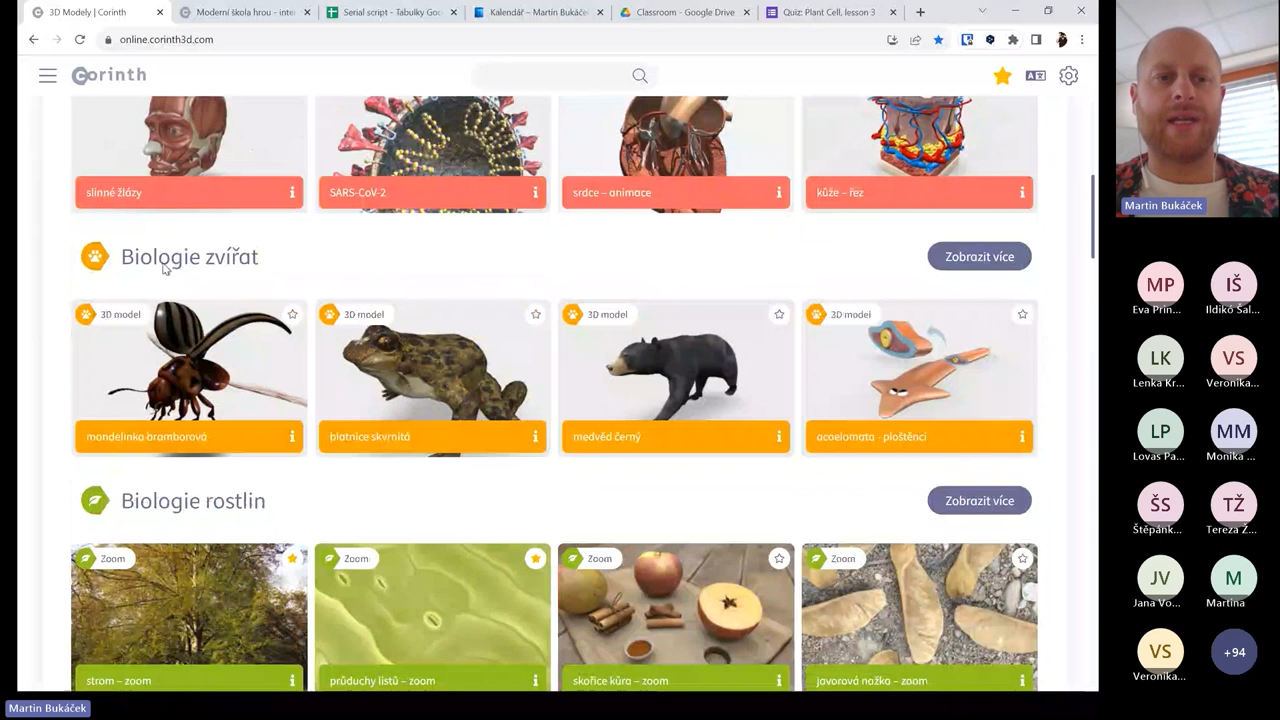 3D Modely | Corinth
Moderní škola hrou - inte
Serial script - Tabulky Goo
Kalendář – Martin Bukáče
Classroom - Google Drive
Quiz: Plant Cell, lesson 3
online.corinth3d.com
Corinth
slinné žlázy
SARS-CoV-2
srdce – animace
kůže – řez
Biologie zvířat
Zobrazit více
3D model
3D model
3D model
3D model
mandelinka bramborová
blatnice skvrnitá
medvěd černý
acoelomata - ploštěnci
Biologie rostlin
Zobrazit více
Zoom
Zoom
Zoom
Zoom
strom – zoom
průduchy listů – zoom
skořice kůra – zoom
javorová nažka – zoom
Martin Bukáček
Martin Bukáček
MP
IŠ
Eva Prin...
Ildikó Šal...
LK
VS
Lenka Kr...
Veronika...
LP
MM
Lovas Pa...
Monika ...
ŠS
TŽ
Štěpánk...
Tereza Ž...
JV
M
Jana Vo...
Martina
VS
+94
Veronika...